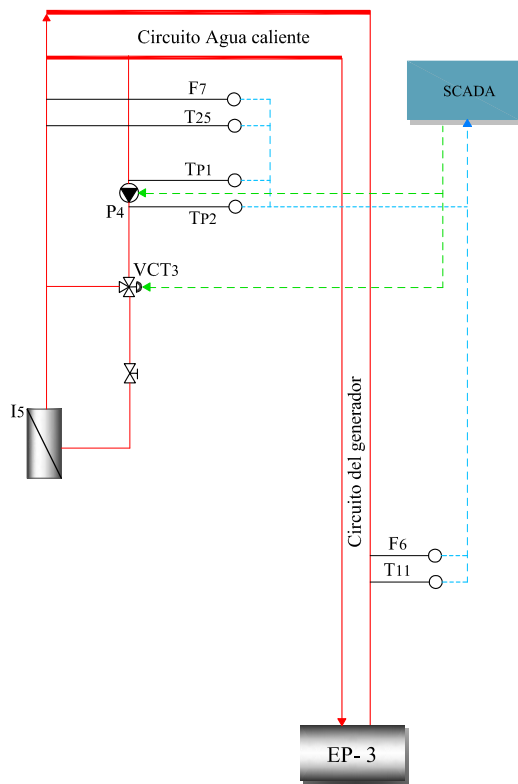 Circuito Agua caliente
F7
SCADA
T25
TP1
P4
TP2
VCT3
I5
Circuito del generador
F6
T11
EP- 3